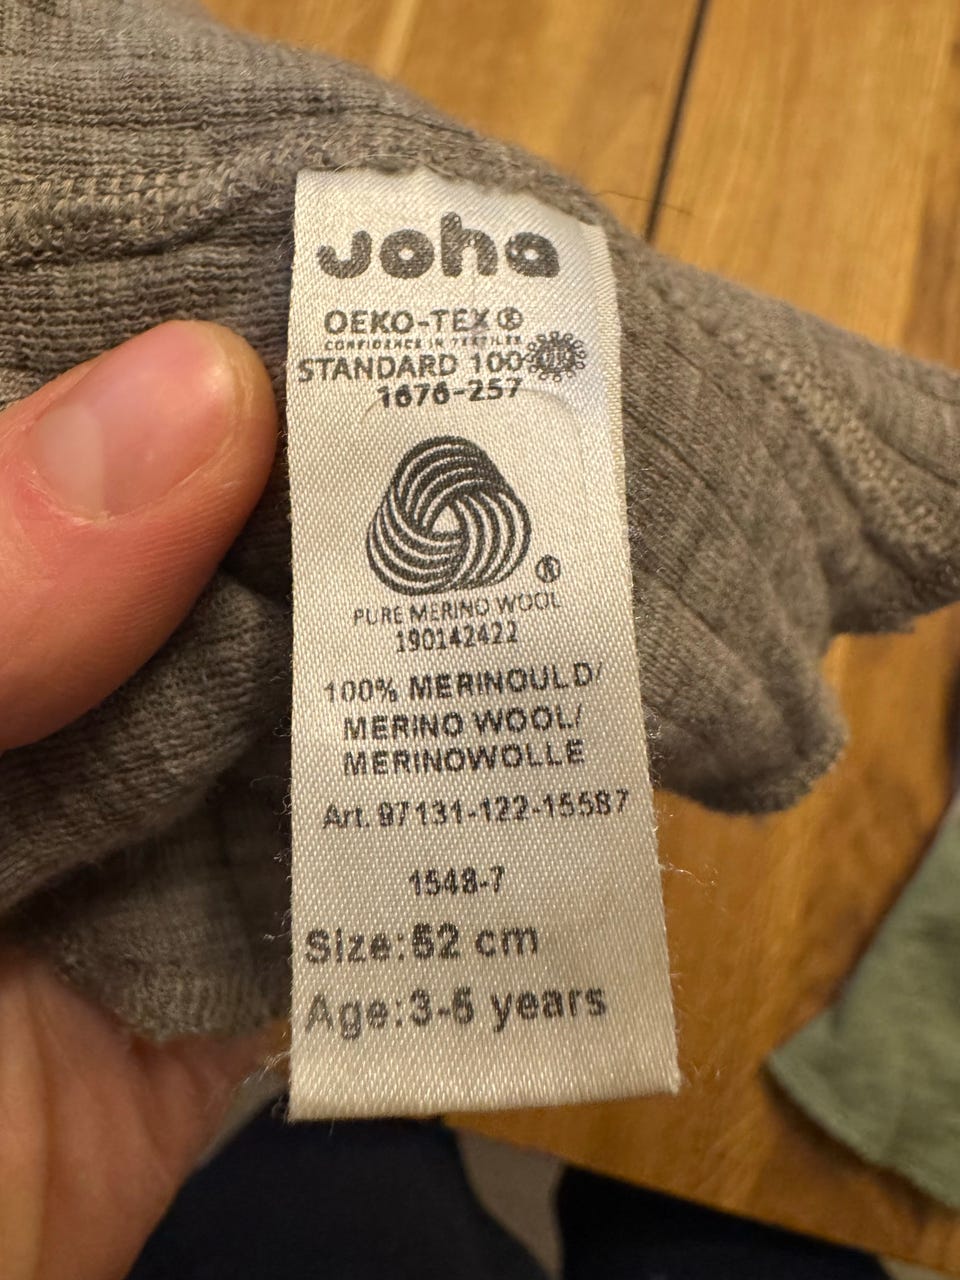 Joha
OEKO-TEX®
CONFIDENCE IN TEXTILES
STANDARD 100
1676-257
®
PURE MERINO WOOL
190142422
100% MERINOULD/
MERINO WOOL/
MERINOWOLLE
Art. 97131-122-15587
1548-7
Size:52 cm
Age:3-5 years